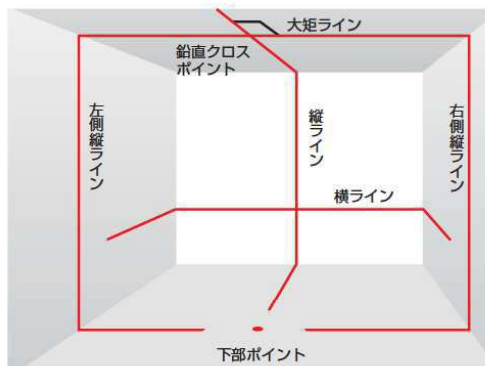 大矩ライン
鉛直クロス
ポイント
左側縦ライン
縦ライン
右側縦ライン
横ライン
下部ポイント